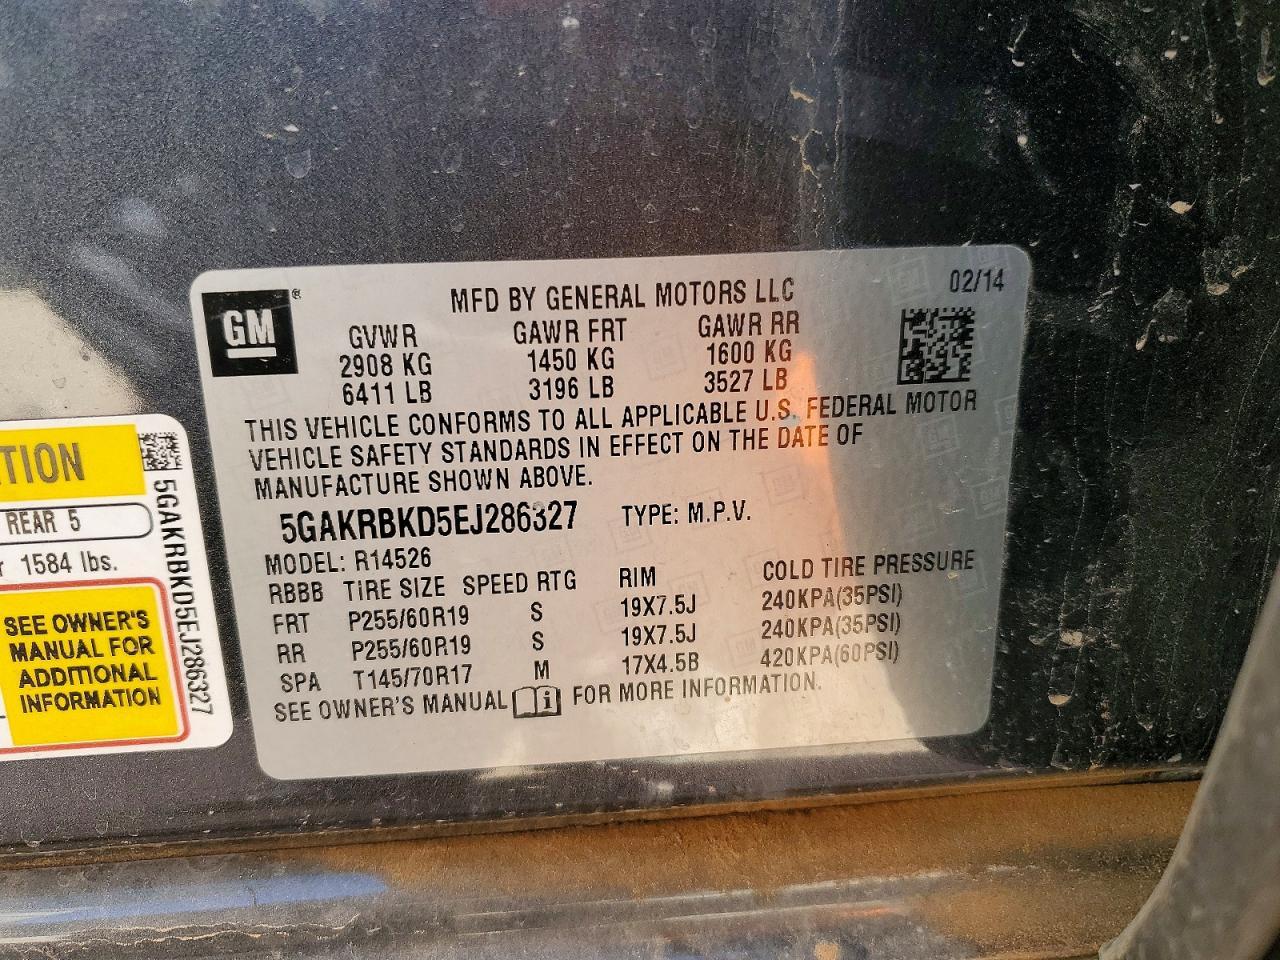 GM ®
MFD BY GENERAL MOTORS LLC
02/14
GVWR GAWR FRT GAWR RR
2908 KG 1450 KG 1600 KG
6411 LB 3196 LB 3527 LB
THIS VEHICLE CONFORMS TO ALL APPLICABLE U.S. FEDERAL MOTOR
VEHICLE SAFETY STANDARDS IN EFFECT ON THE DATE OF
MANUFACTURE SHOWN ABOVE.
5GAKRBKD5EJ286327 TYPE: M.P.V.
MODEL: R14526
RBBB TIRE SIZE SPEED RTG RIM COLD TIRE PRESSURE
FRT P255/60R19 S 19X7.5J 240KPA(35PSI)
RR P255/60R19 S 19X7.5J 240KPA(35PSI)
SPA T145/70R17 M 17X4.5B 420KPA(60PSI)
SEE OWNER'S MANUAL i FOR MORE INFORMATION.
TION
REAR 5
1584 lbs.
SEE OWNER'S
MANUAL FOR
ADDITIONAL
INFORMATION
5GAKRBKD5EJ286327